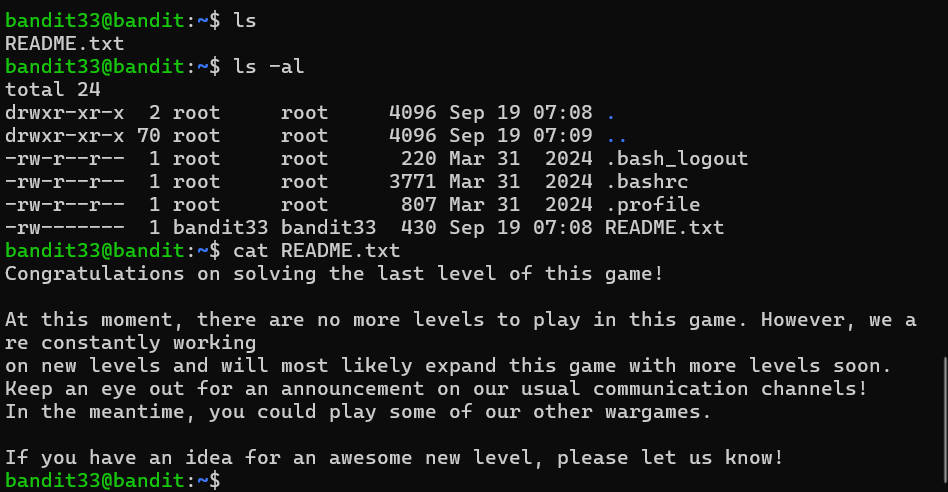 bandit33@bandit:~$ ls
README.txt
bandit33@bandit:~$ ls -al
total 24
drwxr-xr-x  2 root     root     4096 Sep 19 07:08 .
drwxr-xr-x 70 root     root     4096 Sep 19 07:09 ..
-rw-r--r--  1 root     root      220 Mar 31  2024 .bash_logout
-rw-r--r--  1 root     root     3771 Mar 31  2024 .bashrc
-rw-r--r--  1 root     root      807 Mar 31  2024 .profile
-rw-------  1 bandit33 bandit33  430 Sep 19 07:08 README.txt
bandit33@bandit:~$ cat README.txt
Congratulations on solving the last level of this game!

At this moment, there are no more levels to play in this game. However, we a
re constantly working
on new levels and will most likely expand this game with more levels soon.
Keep an eye out for an announcement on our usual communication channels!
In the meantime, you could play some of our other wargames.

If you have an idea for an awesome new level, please let us know!
bandit33@bandit:~$